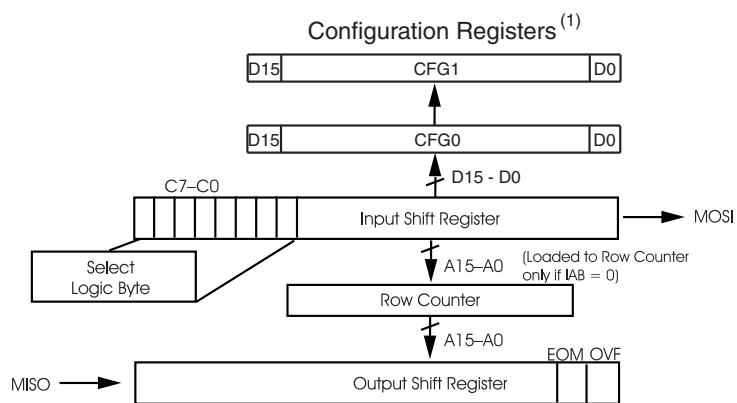 Configuration Registers (1)
D15 CFG1 D0
D15 CFG0 D0
D15 - D0
C7–C0
Input Shift Register
MOSI
Select
Logic Byte
A15–A0
(Loaded to Row Counter
only if IAB = 0)
Row Counter
A15–A0
EOM OVF
MISO
Output Shift Register